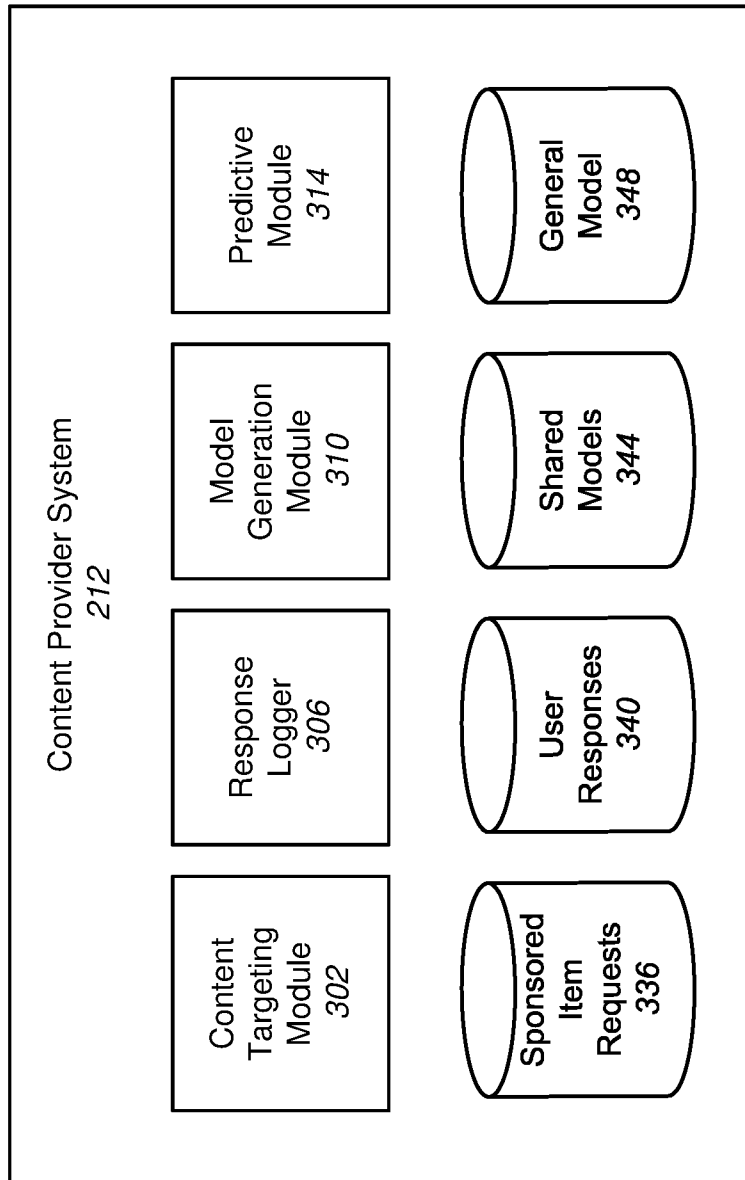 Content Provider System
212
Content
Targeting
Module
302
Response
Logger
306
Model
Generation
Module
310
Predictive
Module
314
Sponsored
Item
Requests
336
User
Responses
340
Shared
Models
344
General
Model
348